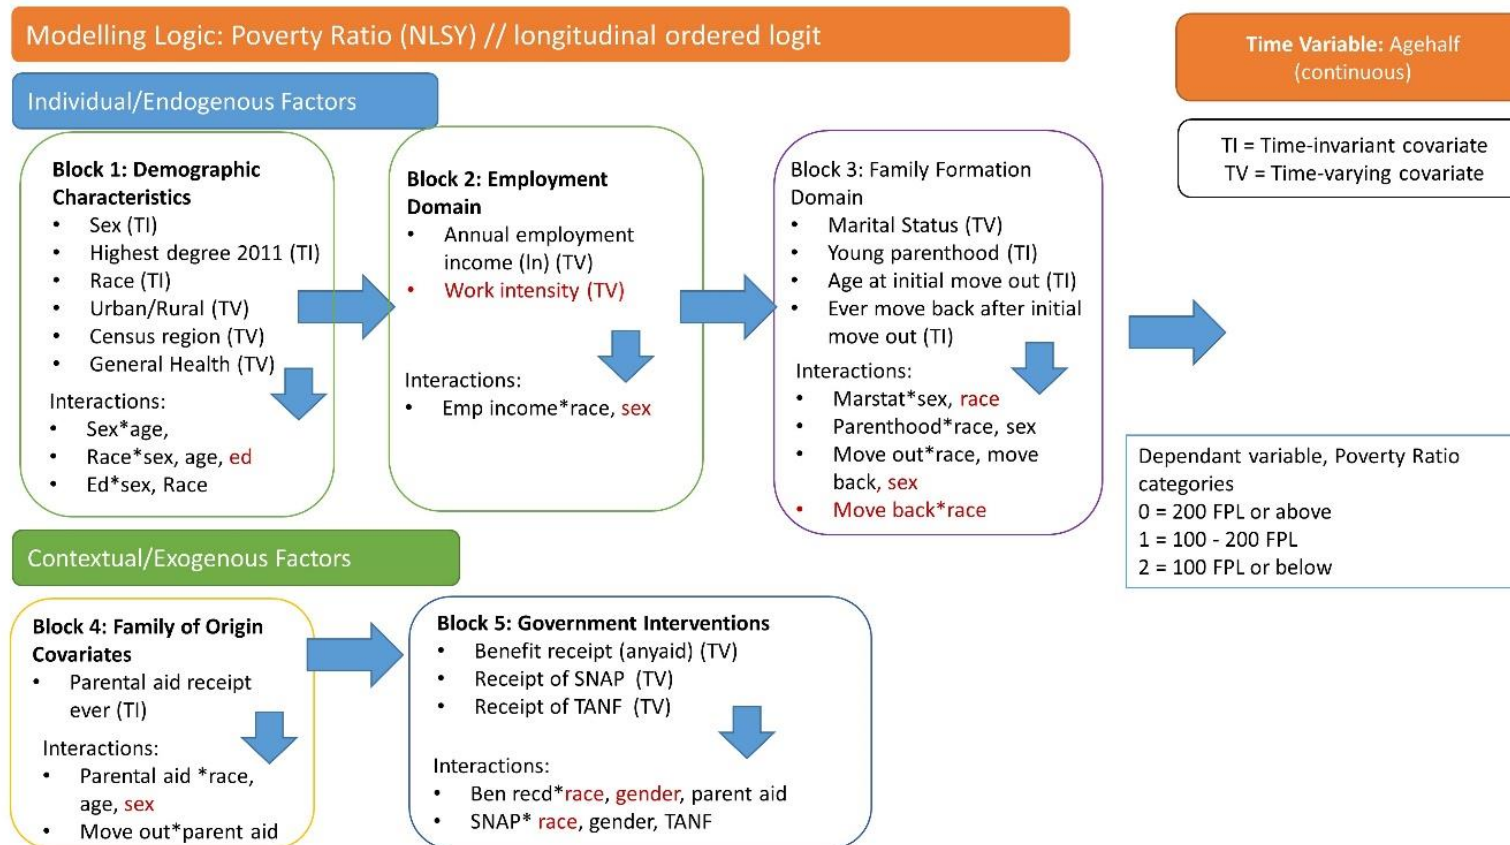 Modelling Logic: Poverty Ratio (NLSY) // longitudinal ordered logit
Time Variable: Agehalf
(continuous)
Individual/Endogenous Factors
TI = Time-invariant covariate
TV = Time-varying covariate
Block 1: Demographic
Characteristics
• Sex (TI)
• Highest degree 2011 (TI)
• Race (TI)
• Urban/Rural (TV)
• Census region (TV)
• General Health (TV)
Interactions:
• Sex*age,
• Race*sex, age, ed
• Ed*sex, Race
Block 2: Employment
Domain
• Annual employment
income (ln) (TV)
• Work intensity (TV)
Interactions:
• Emp income*race, sex
Block 3: Family Formation
Domain
• Marital Status (TV)
• Young parenthood (TI)
• Age at initial move out (TI)
• Ever move back after initial
move out (TI)
Interactions:
• Marstat*sex, race
• Parenthood*race, sex
• Move out*race, move
back, sex
• Move back*race
Dependant variable, Poverty Ratio
categories
0 = 200 FPL or above
1 = 100 - 200 FPL
2 = 100 FPL or below
Contextual/Exogenous Factors
Block 4: Family of Origin
Covariates
• Parental aid receipt
ever (TI)
Interactions:
• Parental aid *race,
age, sex
• Move out*parent aid
Block 5: Government Interventions
• Benefit receipt (anyaid) (TV)
• Receipt of SNAP (TV)
• Receipt of TANF (TV)
Interactions:
• Ben recd*race, gender, parent aid
• SNAP* race, gender, TANF